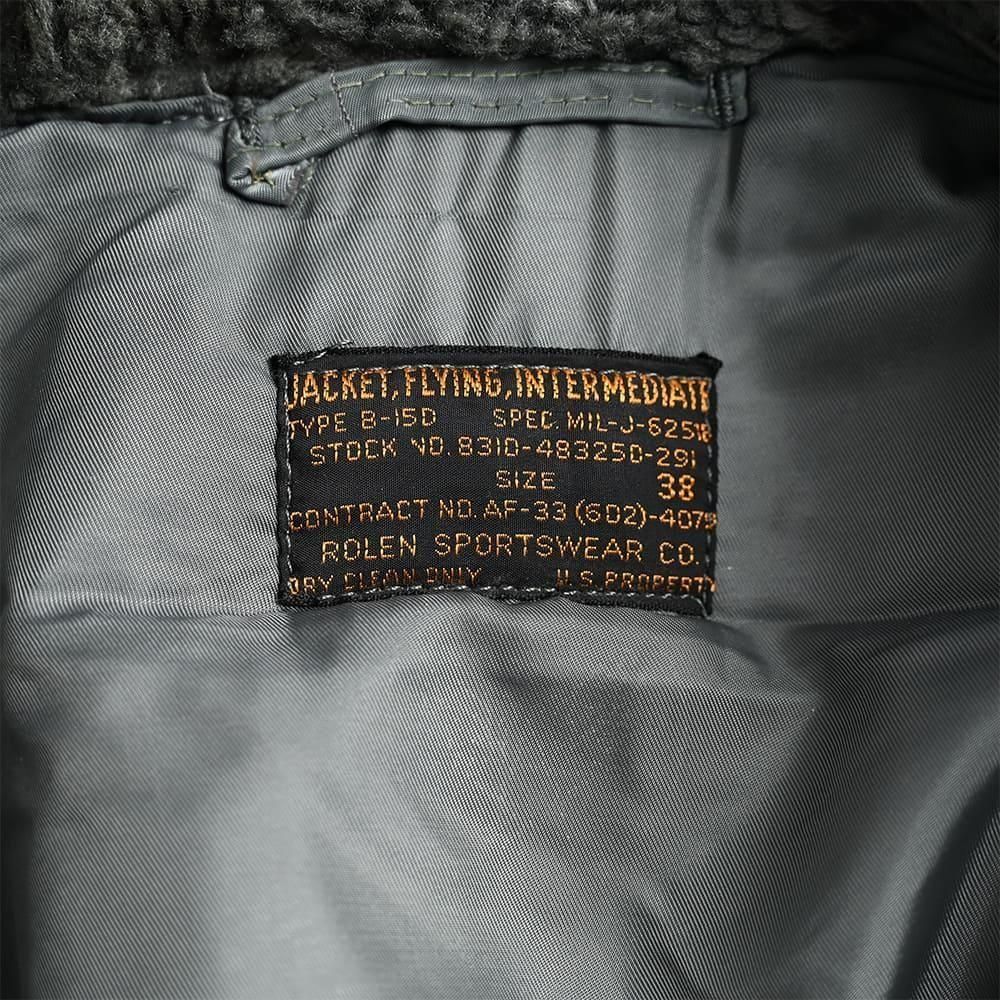 JACKET, FLYING, INTERMEDIATE
TYPE B-15D SPEC. MIL-J-6251B
STOCK NO. 8310-483250-291
SIZE 38
CONTRACT NO. AF-33 (602)-4075
ROLEN SPORTSWEAR CO.
DRY CLEAN ONLY U.S. PROPERTY